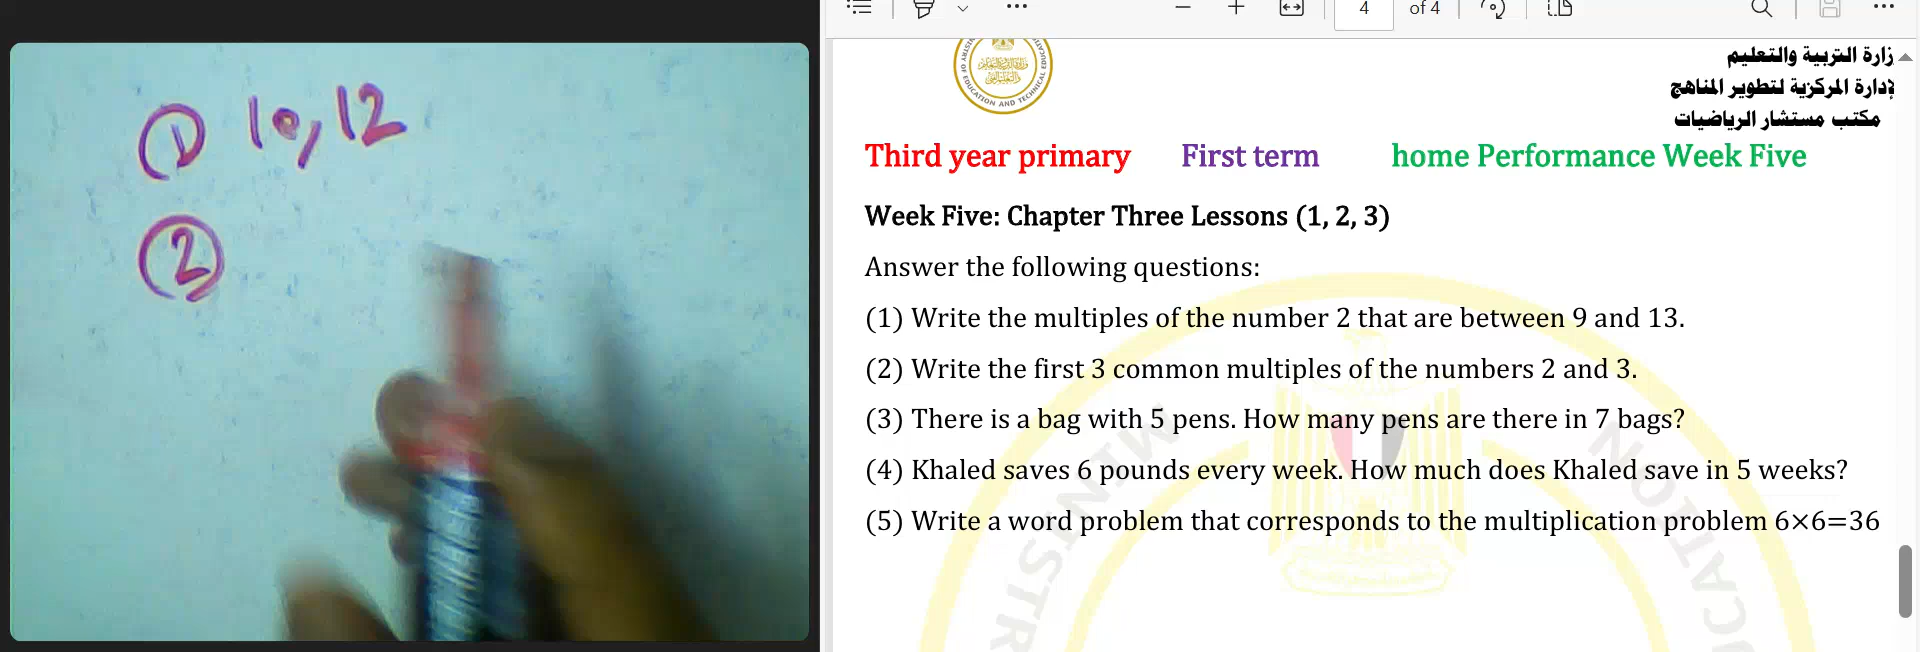 ① 10, 12
②
4 of 4
زارة التربية والتعليم
لإدارة المركزية لتطوير المناهج
مكتب مستشار الرياضيات
Third year primary First term home Performance Week Five
Week Five: Chapter Three Lessons (1, 2, 3)
Answer the following questions:
(1) Write the multiples of the number 2 that are between 9 and 13.
(2) Write the first 3 common multiples of the numbers 2 and 3.
(3) There is a bag with 5 pens. How many pens are there in 7 bags?
(4) Khaled saves 6 pounds every week. How much does Khaled save in 5 weeks?
(5) Write a word problem that corresponds to the multiplication problem 6×6=36